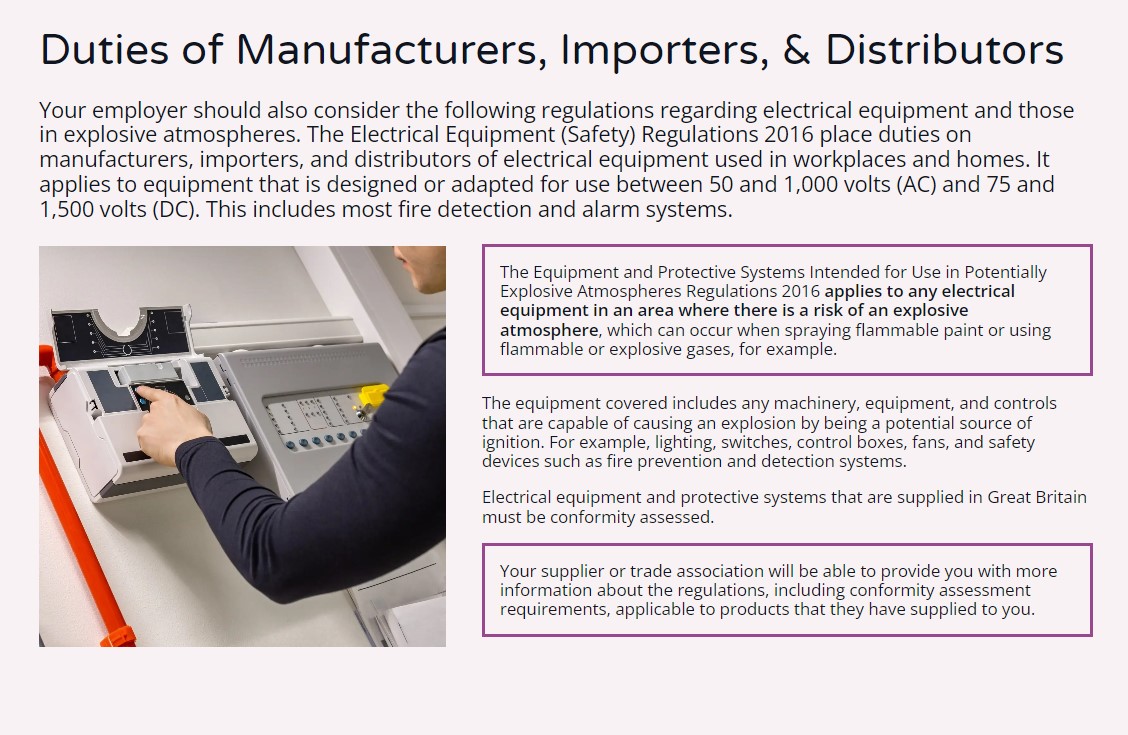 Duties of Manufacturers, Importers, & Distributors
Your employer should also consider the following regulations regarding electrical equipment and those
in explosive atmospheres. The Electrical Equipment (Safety) Regulations 2016 place duties on
manufacturers, importers, and distributors of electrical equipment used in workplaces and homes. It
applies to equipment that is designed or adapted for use between 50 and 1,000 volts (AC) and 75 and
1,500 volts (DC). This includes most fire detection and alarm systems.
The Equipment and Protective Systems Intended for Use in Potentially
Explosive Atmospheres Regulations 2016 applies to any electrical
equipment in an area where there is a risk of an explosive
atmosphere, which can occur when spraying flammable paint or using
flammable or explosive gases, for example.
The equipment covered includes any machinery, equipment, and controls
that are capable of causing an explosion by being a potential source of
ignition. For example, lighting, switches, control boxes, fans, and safety
devices such as fire prevention and detection systems.
Electrical equipment and protective systems that are supplied in Great Britain
must be conformity assessed.
Your supplier or trade association will be able to provide you with more
information about the regulations, including conformity assessment
requirements, applicable to products that they have supplied to you.